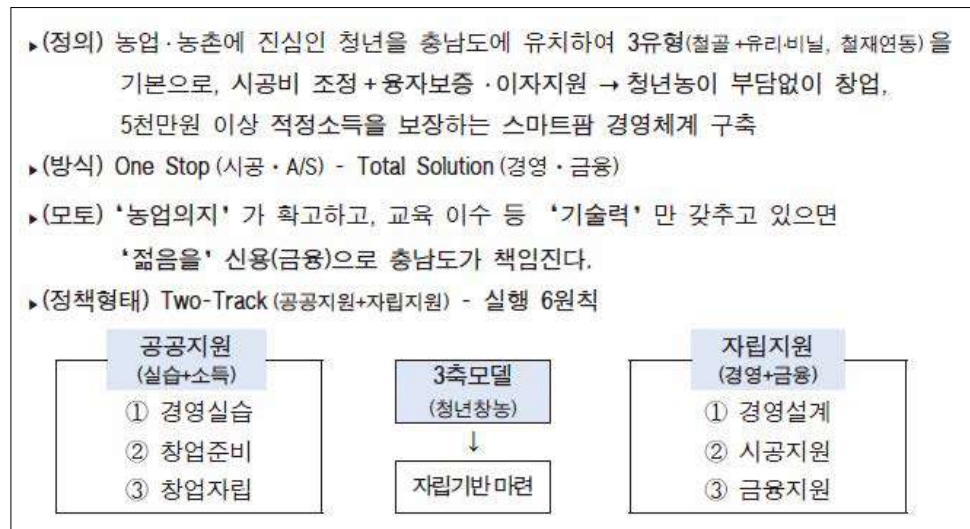 ▸(정의) 농업·농촌에 진심인 청년을 충남도에 유치하여 3유형(철골+유리·비닐, 철재연동)을
기본으로, 시공비 조정+융자보증·이자지원 → 청년농이 부담없이 창업,
5천만원 이상 적정소득을 보장하는 스마트팜 경영체계 구축
▸(방식) One Stop (시공·A/S) - Total Solution (경영·금융)
▸(모토) ‘농업의지’ 가 확고하고, 교육 이수 등 ‘기술력’ 만 갖추고 있으면
‘젊음을’ 신용(금융)으로 충남도가 책임진다.
▸(정책형태) Two-Track (공공지원+자립지원) - 실행 6원칙
공공지원
(실습+소득)
① 경영실습
② 창업준비
③ 창업자립
3축모델
(청년창농)
↓
자립기반 마련
자립지원
(경영+금융)
① 경영설계
② 시공지원
③ 금융지원